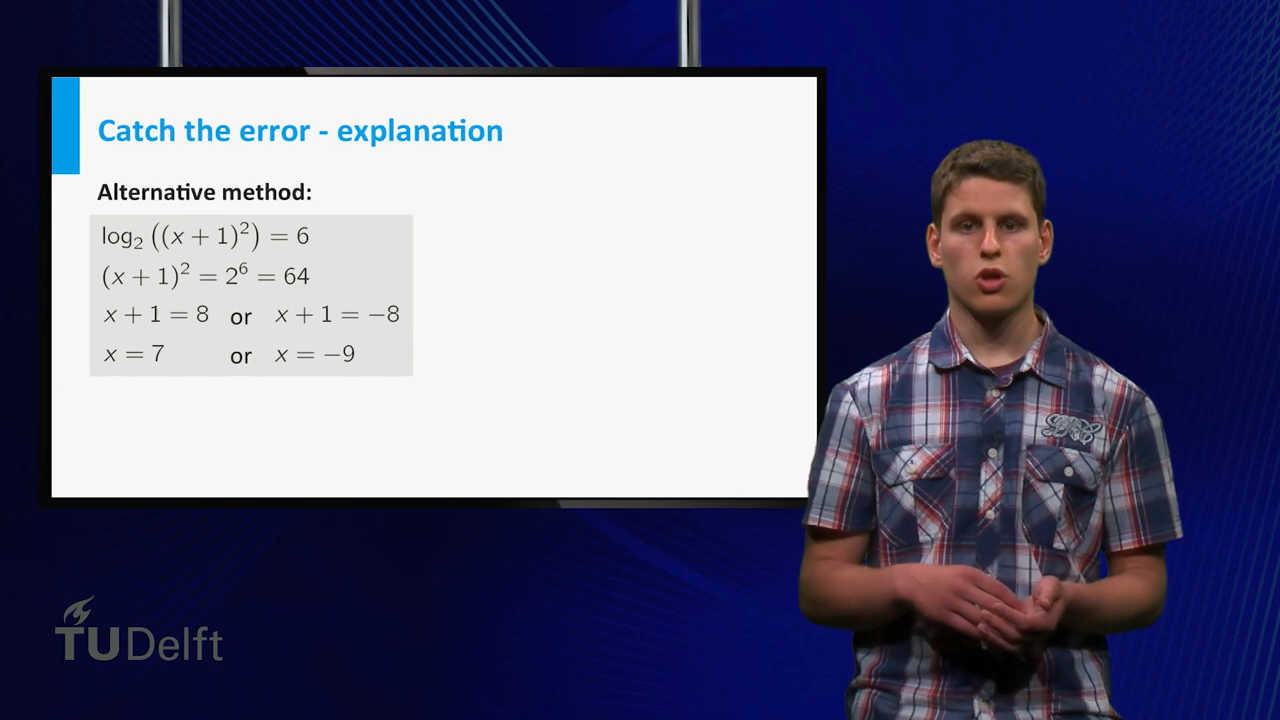 Catch the error - explanation
Alternative method:
log₂ ((x + 1)²) = 6
(x + 1)² = 2⁶ = 64
x + 1 = 8 or x + 1 = −8
x = 7 or x = −9
TU Delft